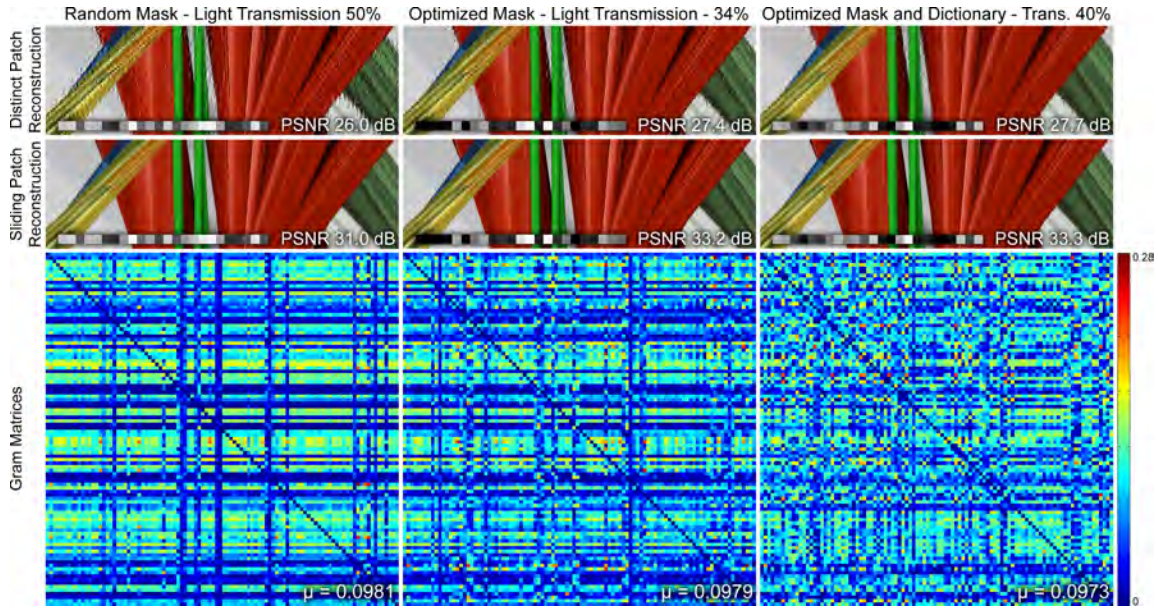 Random Mask - Light Transmission 50%
Optimized Mask - Light Transmission - 34%
Optimized Mask and Dictionary - Trans. 40%
Distinct Patch
Reconstruction
PSNR 26.0 dB
PSNR 27.4 dB
PSNR 27.7 dB
Sliding Patch
Reconstruction
PSNR 31.0 dB
PSNR 33.2 dB
PSNR 33.3 dB
Gram Matrices
0.28
μ = 0.0981
μ = 0.0979
μ = 0.0973
0